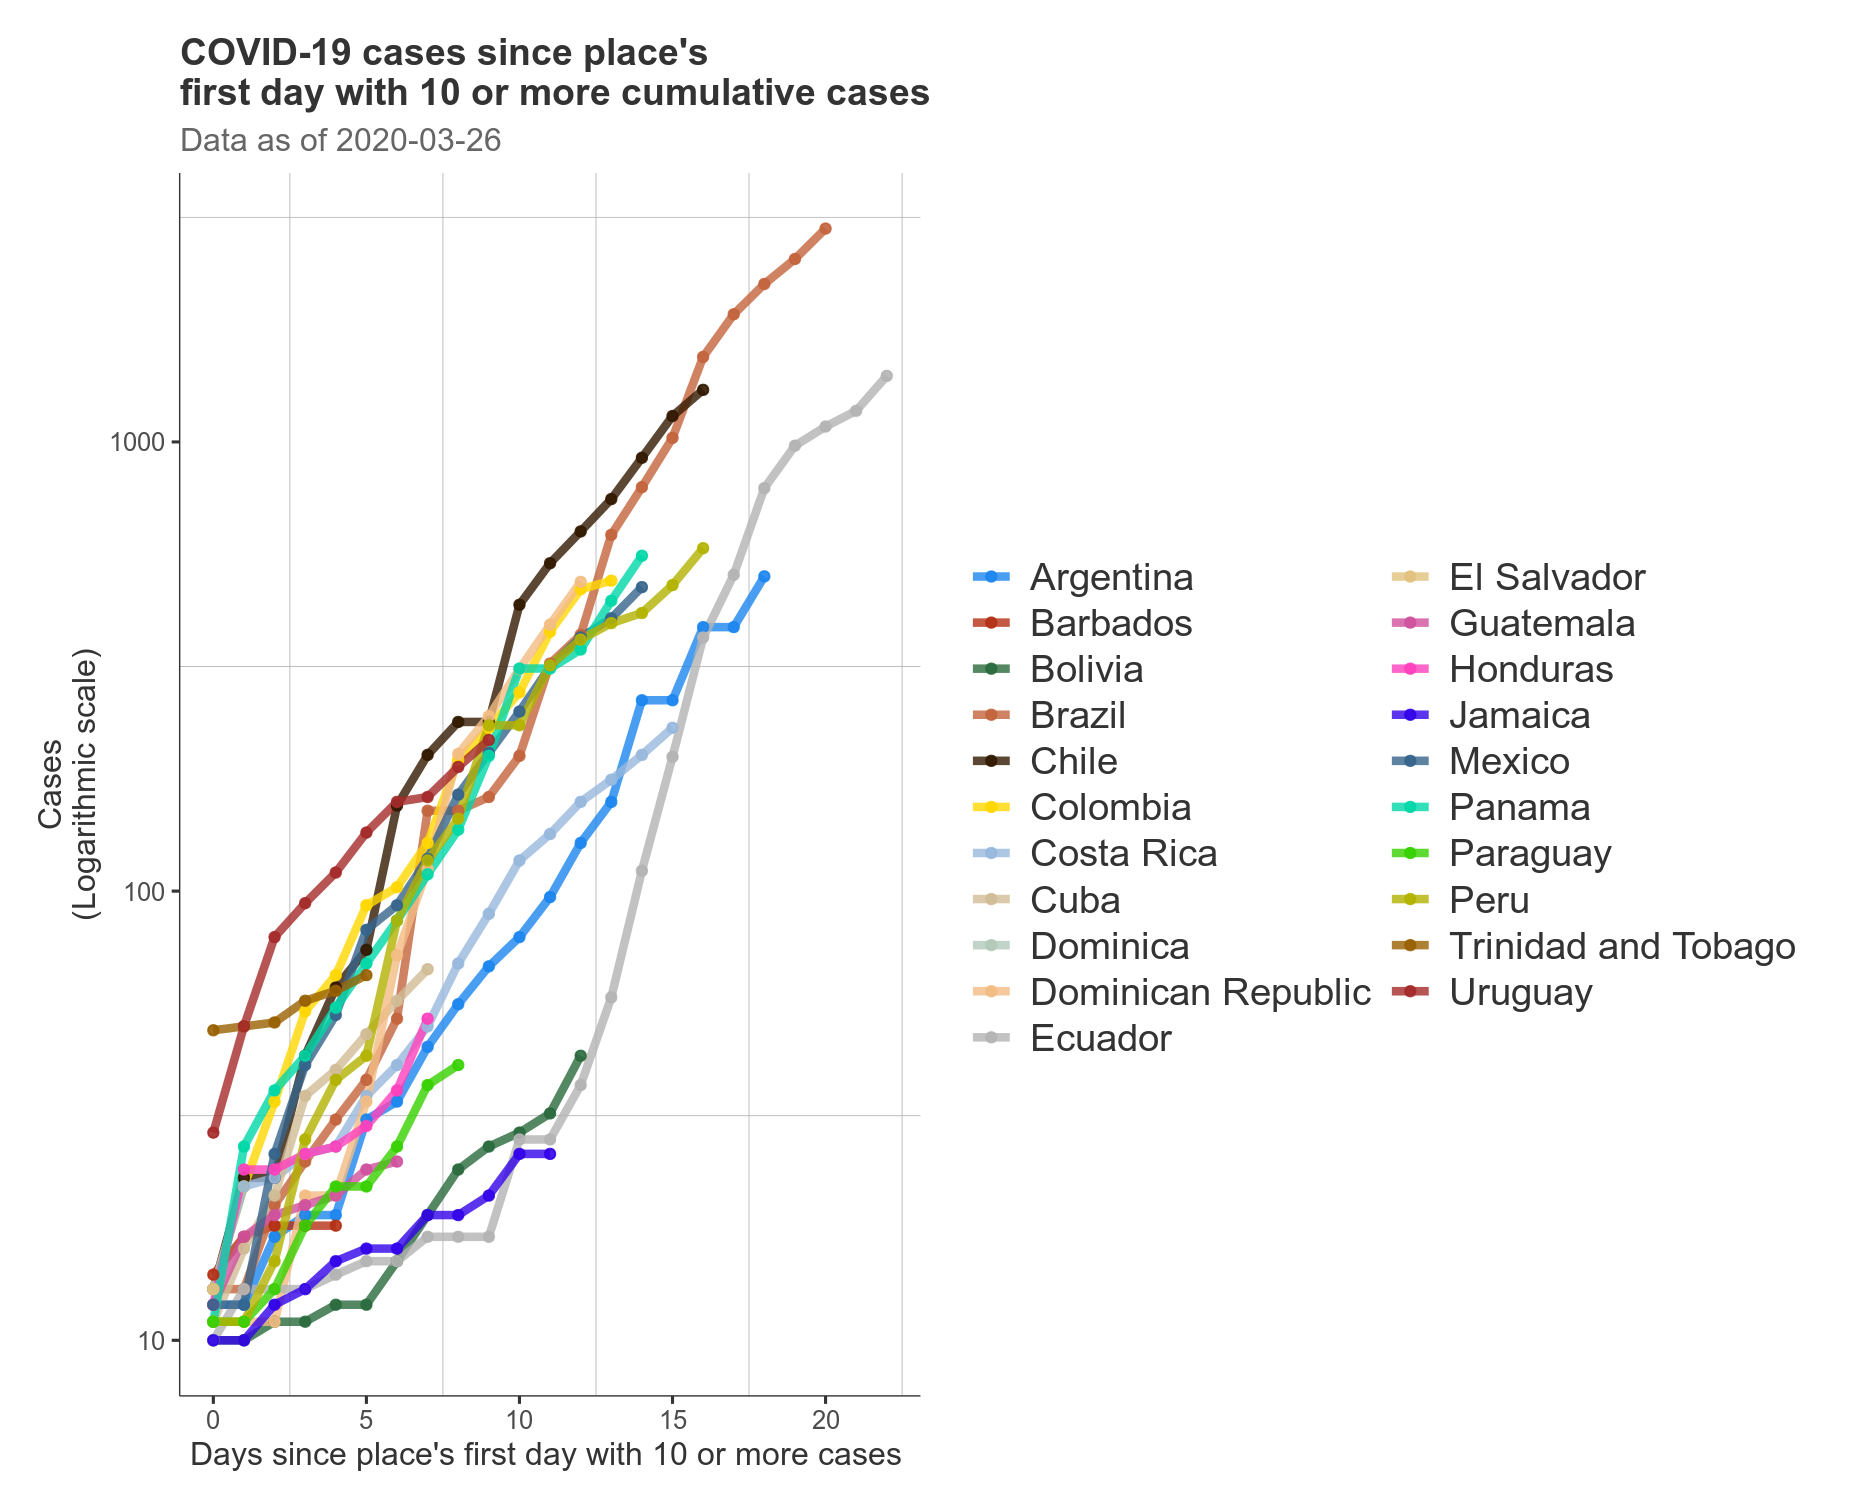 COVID-19 cases since place's
first day with 10 or more cumulative cases
Data as of 2020-03-26
Cases
(Logarithmic scale)
1000
100
10
0 5 10 15 20
Days since place's first day with 10 or more cases
Argentina
Barbados
Bolivia
Brazil
Chile
Colombia
Costa Rica
Cuba
Dominica
Dominican Republic
Ecuador
El Salvador
Guatemala
Honduras
Jamaica
Mexico
Panama
Paraguay
Peru
Trinidad and Tobago
Uruguay